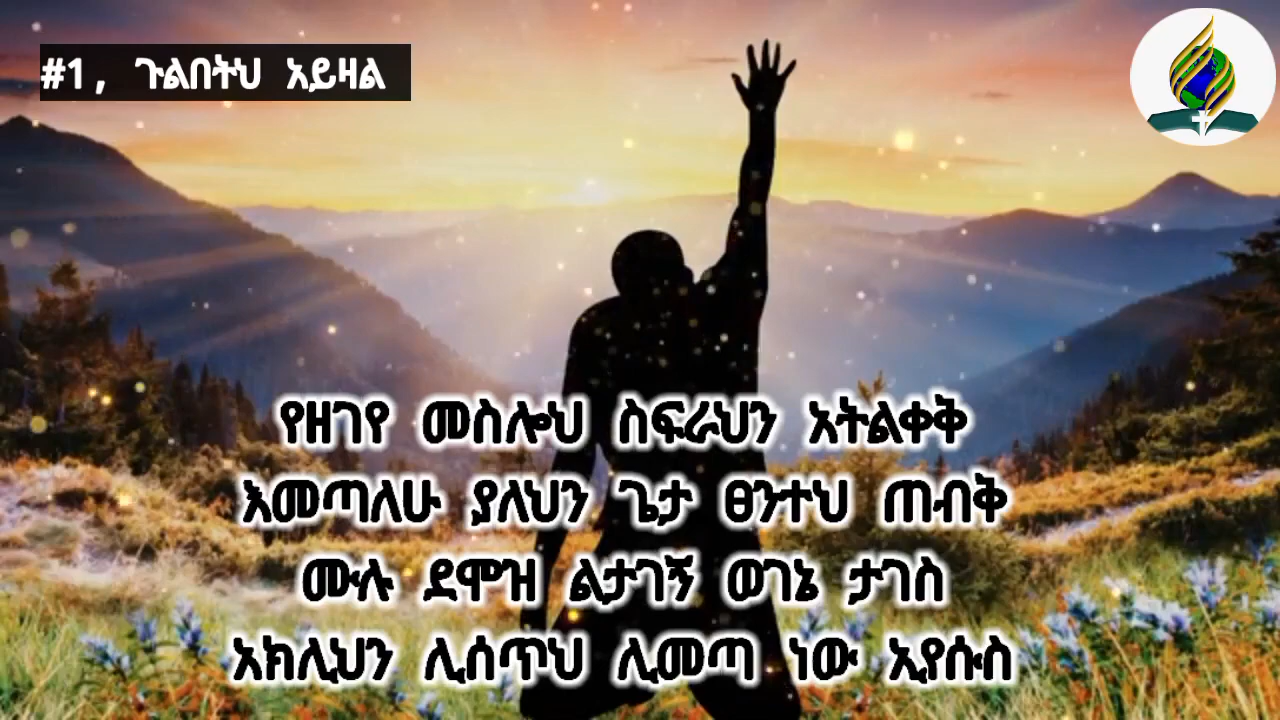 #1, ጉልበትህ አይዛል
የዘገየ መስሎህ ስፍራህን አትልቀቅ
እመጣለሁ ያለህን ጌታ ፀንተህ ጠብቅ
ሙሉ ደሞዝ ልታገኝ ወገኔ ታገስ
አክሊህን ሊሰጥህ ሊመጣ ነው ኢየሱስ